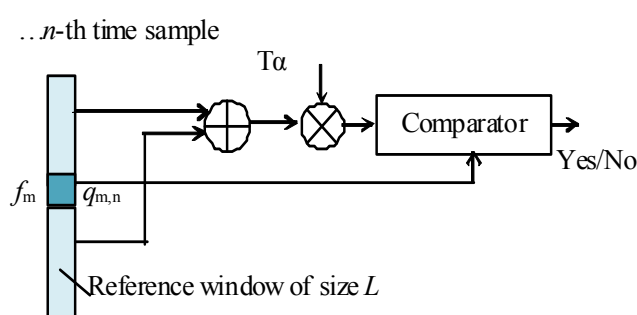 …n-th time sample
Tα
Comparator
Yes/No
fm
qm,n
Reference window of size L